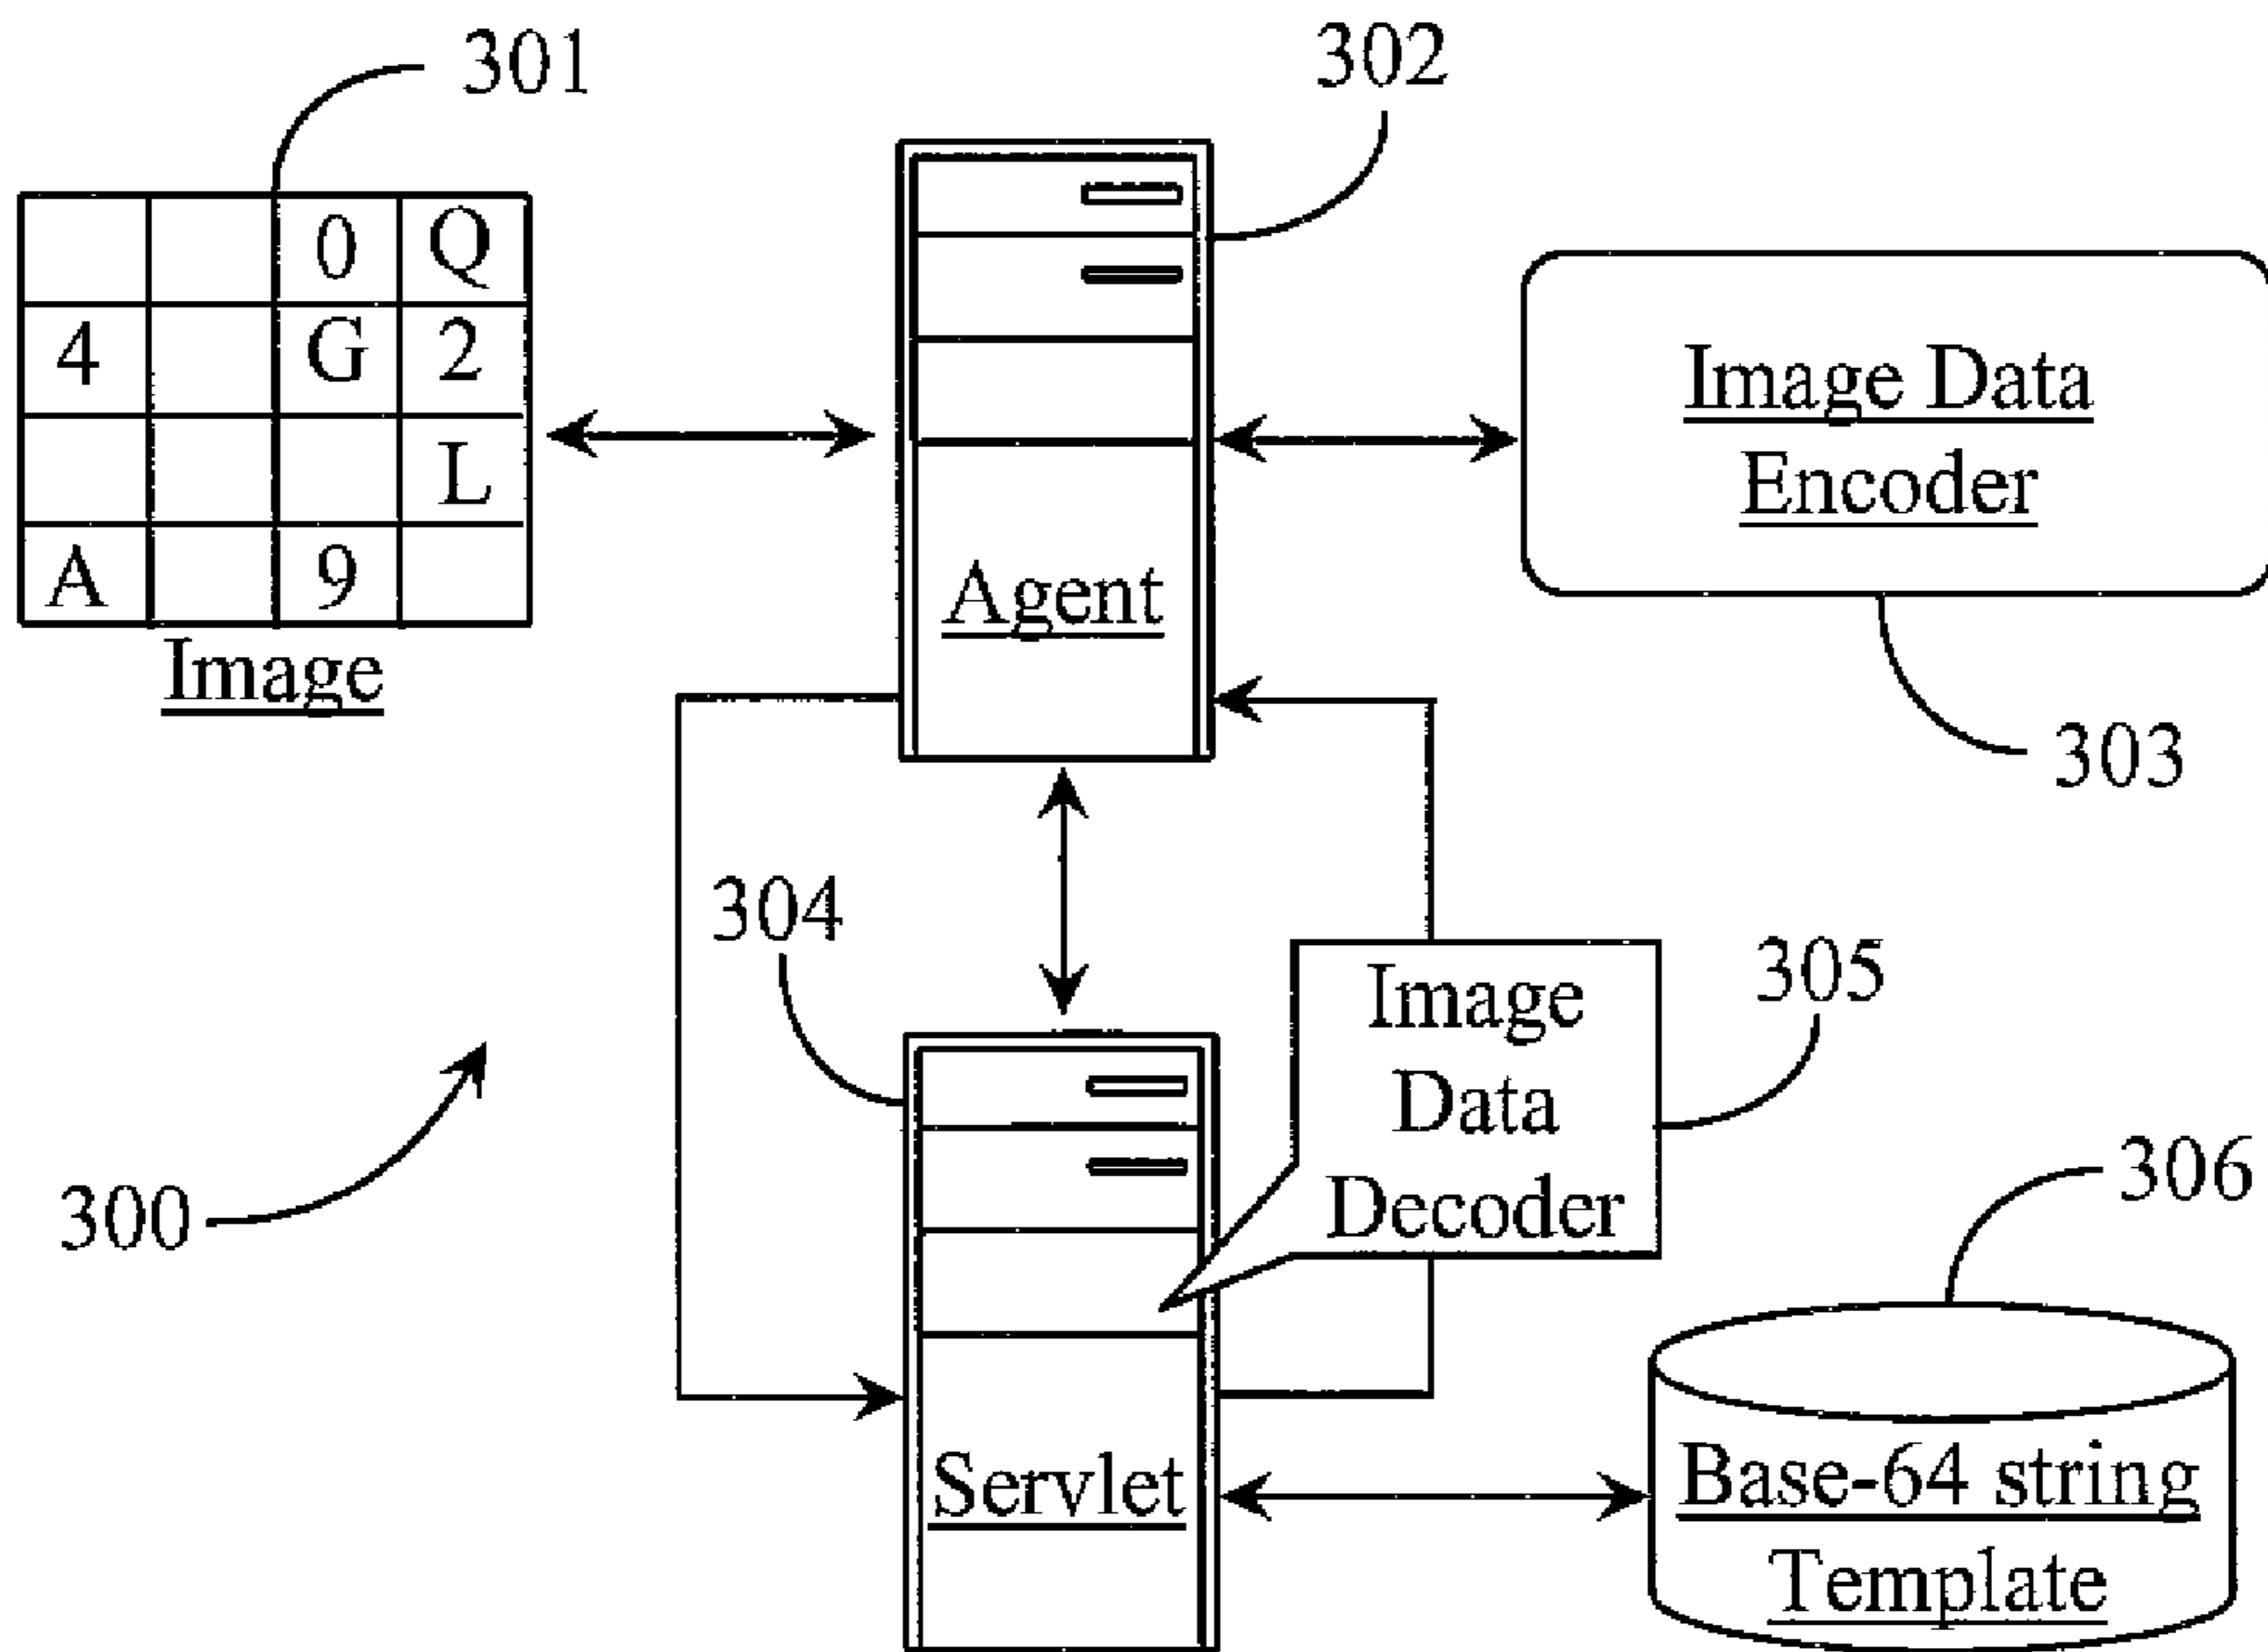 301
302
0 Q
4 G 2
L
A 9
Image
Agent
Image Data
Encoder
303
304
305
Image
Data
Decoder
300
306
Servlet
Base-64 string
Template